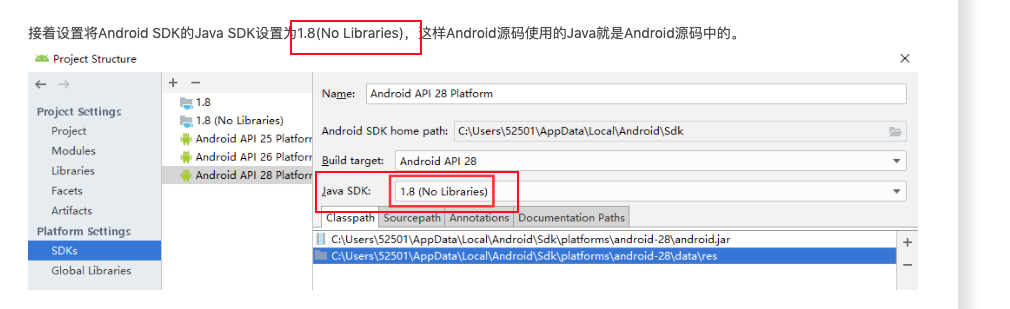 接着设置将Android SDK的Java SDK设置为1.8(No Libraries)，这样Android源码使用的Java就是Android源码中的。
Project Structure
Project Settings
Project
Modules
Libraries
Facets
Artifacts
Platform Settings
SDKs
Global Libraries
1.8
1.8 (No Libraries)
Android API 25 Platforr
Android API 26 Platforr
Android API 28 Platforr
Name: Android API 28 Platform
Android SDK home path: C:\Users\52501\AppData\Local\Android\Sdk
Build target: Android API 28
Java SDK: 1.8 (No Libraries)
Classpath Sourcepath Annotations Documentation Paths
C:\Users\52501\AppData\Local\Android\Sdk\platforms\android-28\android.jar
C:\Users\52501\AppData\Local\Android\Sdk\platforms\android-28\data\res